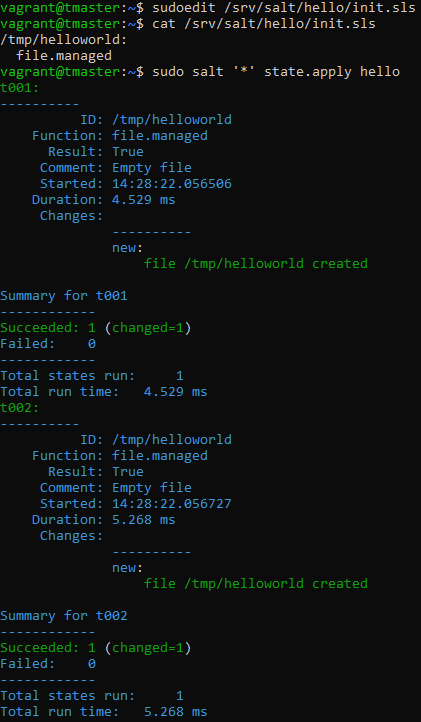 vagrant@tmaster:~$ sudoedit /srv/salt/hello/init.sls
vagrant@tmaster:~$ cat /srv/salt/hello/init.sls
/tmp/helloworld:
  file.managed
vagrant@tmaster:~$ sudo salt '*' state.apply hello
t001:
----------
          ID: /tmp/helloworld
    Function: file.managed
      Result: True
     Comment: Empty file
     Started: 14:28:22.056506
    Duration: 4.529 ms
     Changes:
              ----------
              new:
                  file /tmp/helloworld created

Summary for t001
------------
Succeeded: 1 (changed=1)
Failed:    0
------------
Total states run:     1
Total run time:   4.529 ms
t002:
----------
          ID: /tmp/helloworld
    Function: file.managed
      Result: True
     Comment: Empty file
     Started: 14:28:22.056727
    Duration: 5.268 ms
     Changes:
              ----------
              new:
                  file /tmp/helloworld created

Summary for t002
------------
Succeeded: 1 (changed=1)
Failed:    0
------------
Total states run:     1
Total run time:   5.268 ms